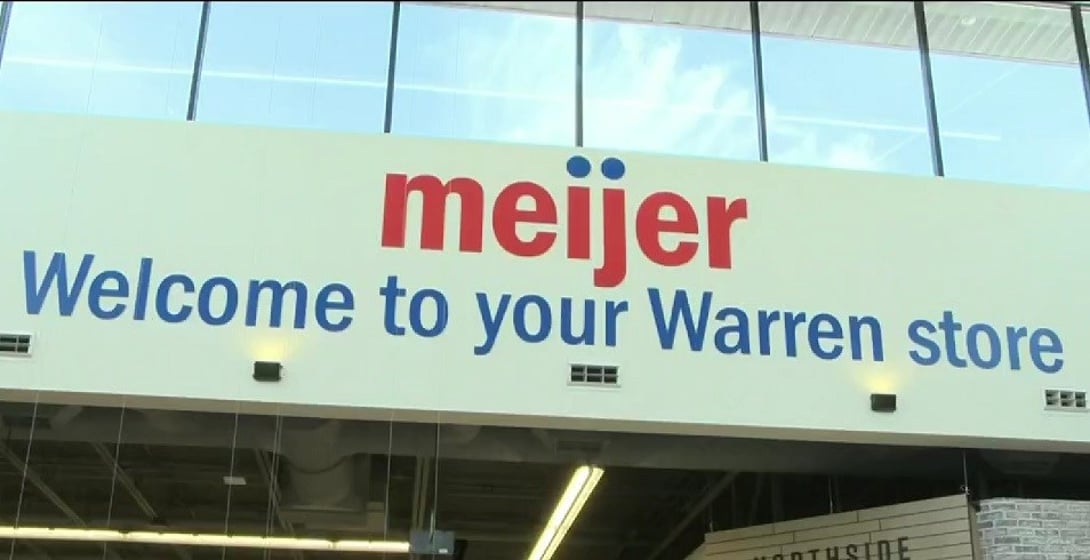 meijer
Welcome to your Warren store
NORTHSIDE